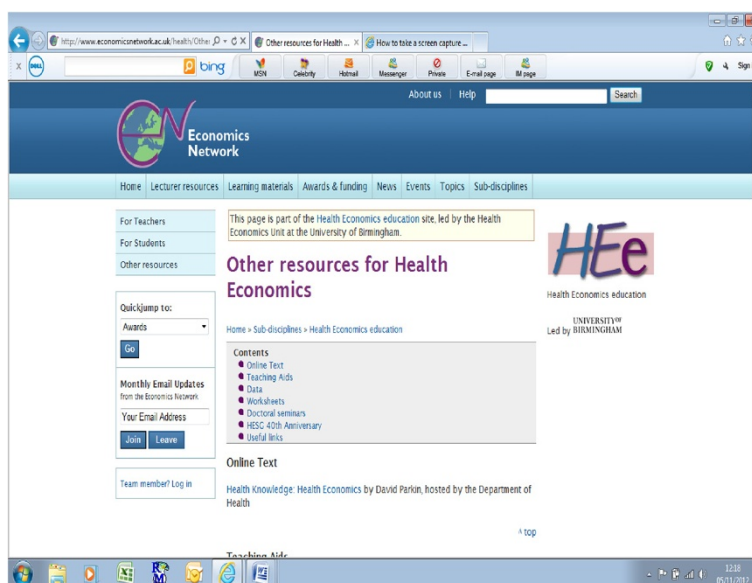 http://www.economicsnetwork.ac.uk/health/Other
Other resources for Health ...
How to take a screen capture ...
DELL
bing
MSN
Celebrity
Hotmail
Messenger
Private
E-mail page
IM page
Sign
About us | Help
Search
Economics
Network
Home
Lecturer resources
Learning materials
Awards & funding
News
Events
Topics
Sub-disciplines
For Teachers
For Students
Other resources
Quickjump to:
Awards
Go
Monthly Email Updates
from the Economics Network
Your Email Address
Join
Leave
Team member? Log in
This page is part of the Health Economics education site, led by the Health
Economics Unit at the University of Birmingham.
Other resources for Health
Economics
Home > Sub-disciplines > Health Economics education
Contents
Online Text
Teaching Aids
Data
Worksheets
Doctoral seminars
HESG 40th Anniversary
Useful links
Online Text
Health Knowledge: Health Economics by David Parkin, hosted by the Department of
Health
^ top
Teaching Aids
HEe
Health Economics education
Led by UNIVERSITY OF BIRMINGHAM
12:18
05/11/2012